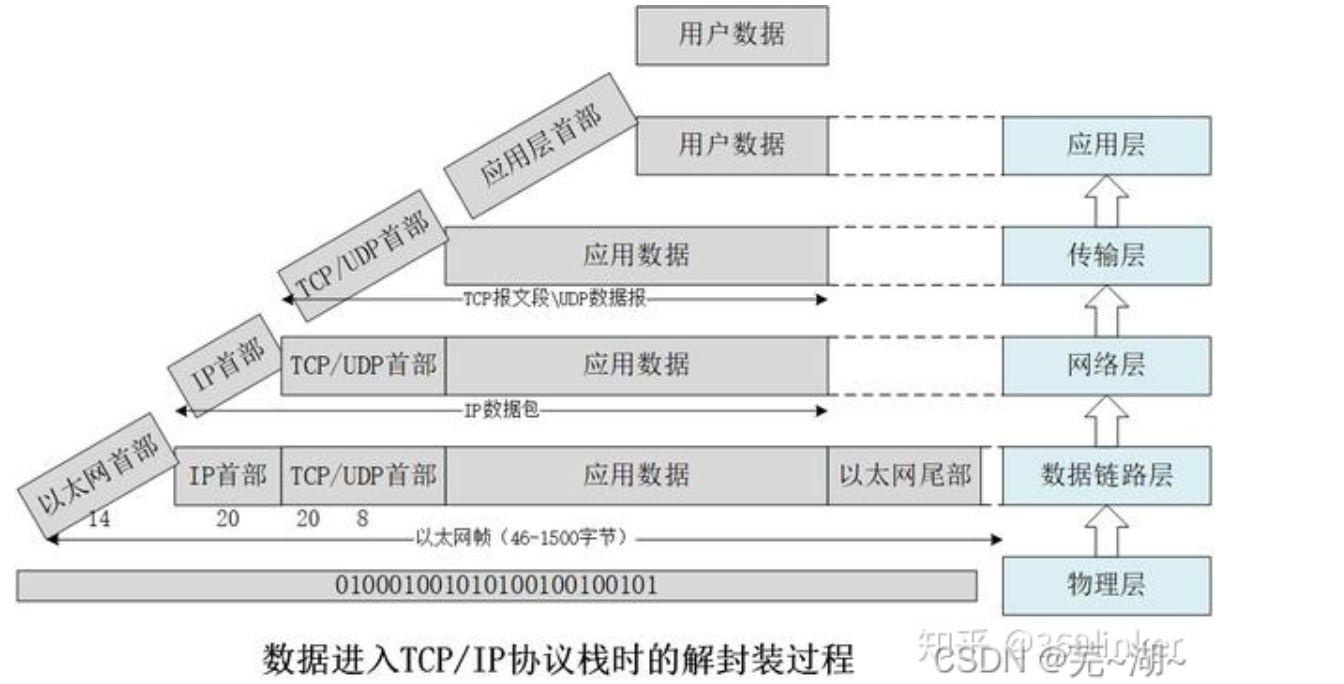 用户数据
应用层首部 用户数据 应用层
TCP/UDP首部 应用数据 传输层
TCP报文段\UDP数据报
IP首部 TCP/UDP首部 应用数据 网络层
IP数据包
以太网首部 IP首部 TCP/UDP首部 应用数据 以太网尾部 数据链路层
14 20 20 8
以太网帧（46-1500字节）
010001001010100100100101 物理层
数据进入TCP/IP协议栈时的解封装过程
知乎 @369linker
CSDN @芜~湖~